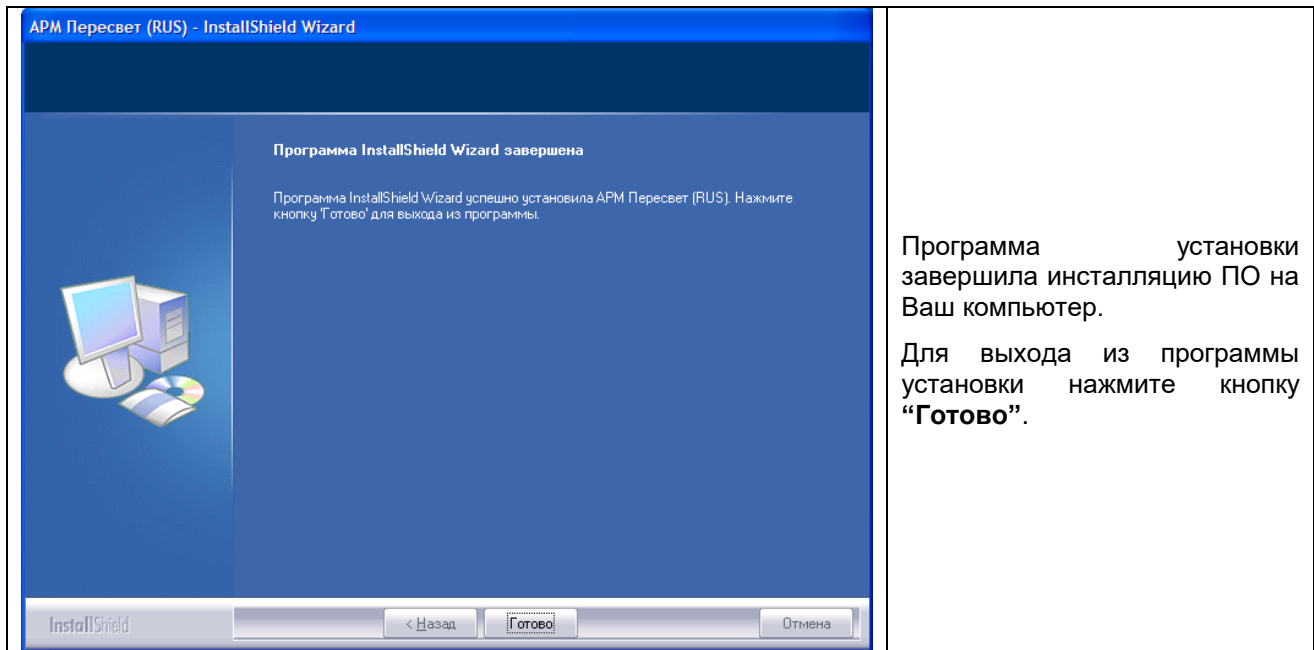 АРМ Пересвет (RUS) - InstallShield Wizard
Программа InstallShield Wizard завершена
Программа InstallShield Wizard успешно установила АРМ Пересвет (RUS). Нажмите
кнопку 'Готово' для выхода из программы.
InstallShield
< Назад
Готово
Отмена
Программа установки
завершила инсталляцию ПО на
Ваш компьютер.
Для выхода из программы
установки нажмите кнопку
“Готово”.